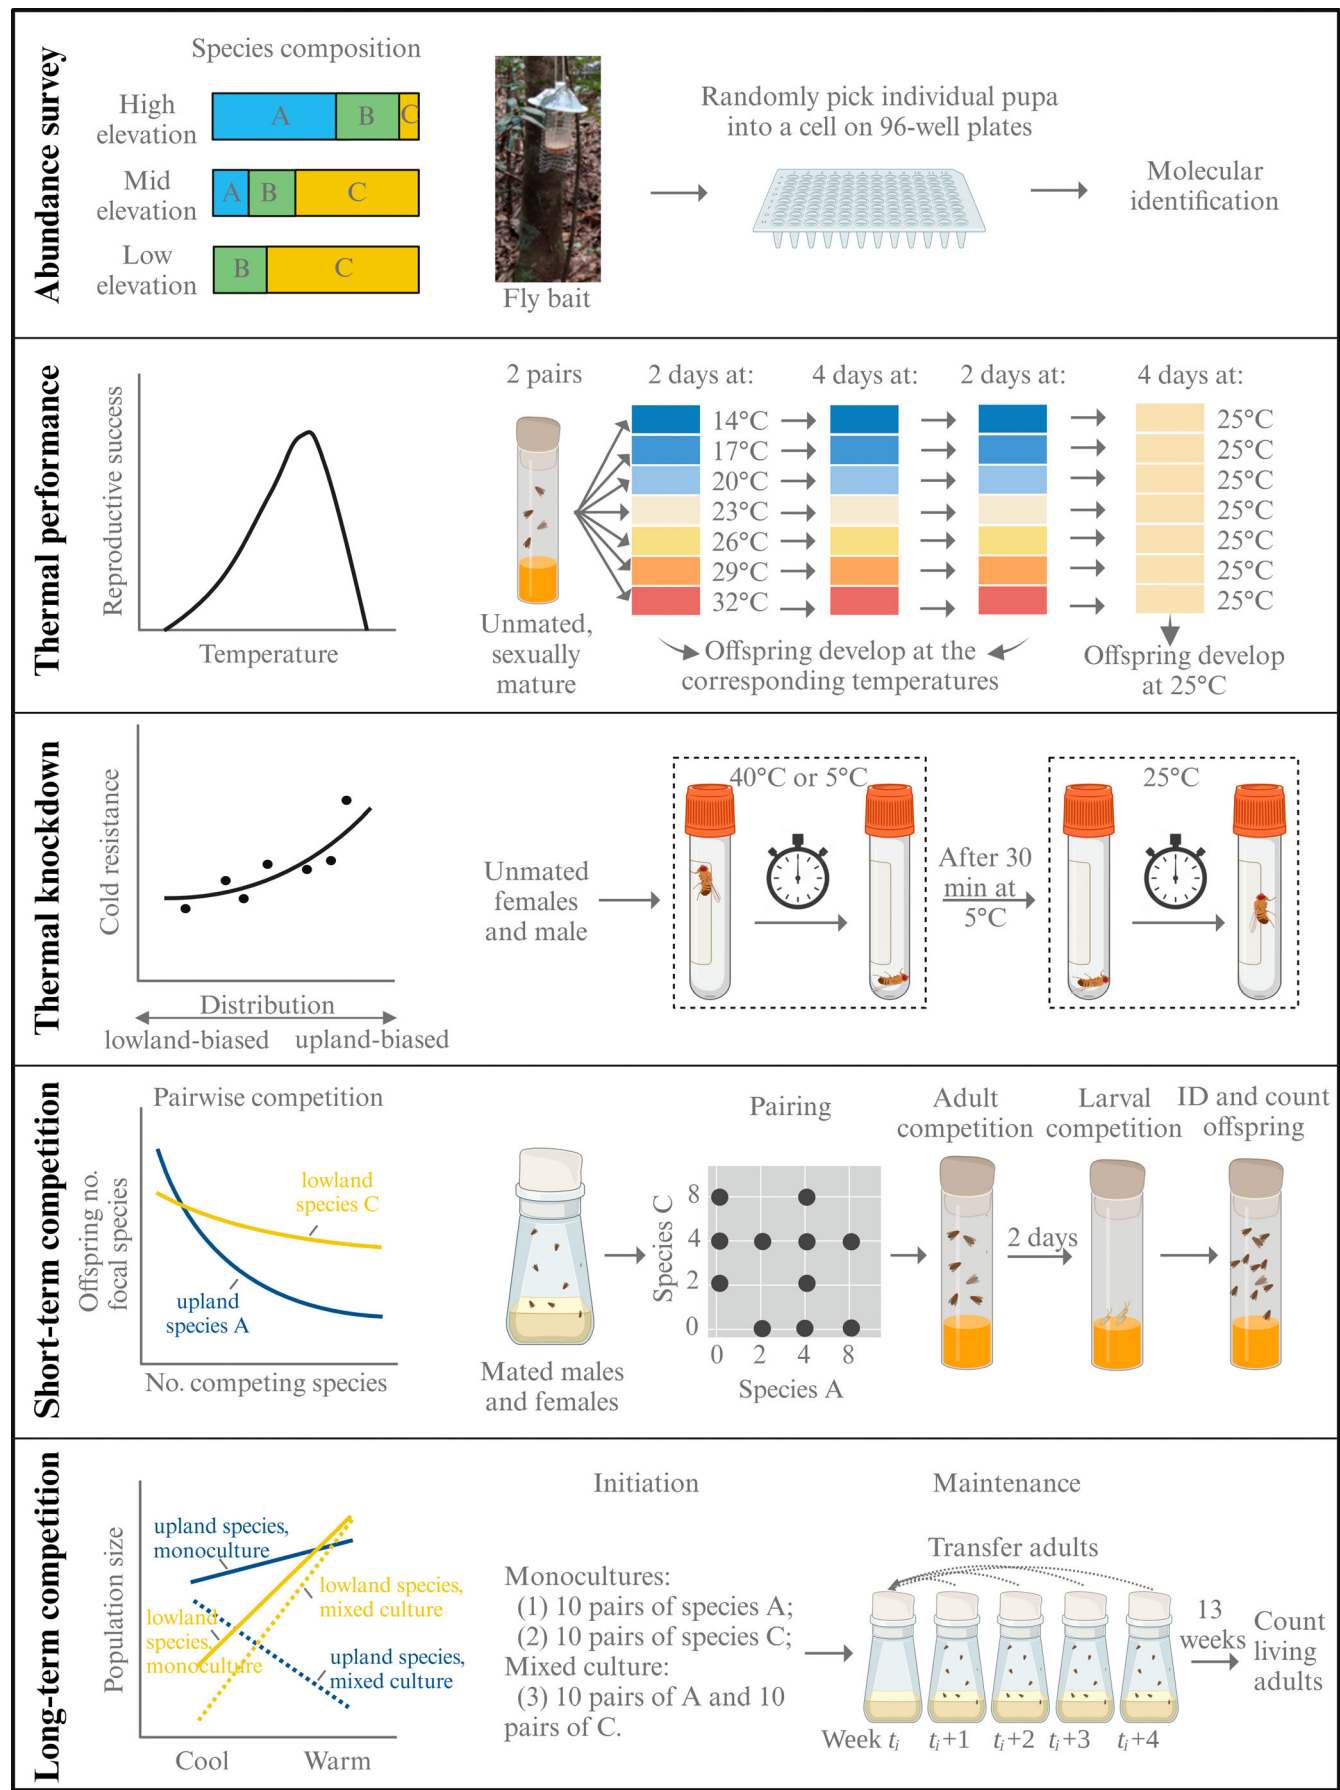 Abundance survey
Species composition
High
elevation
A
B
C
Mid
elevation
A
B
C
Low
elevation
B
C
Fly bait
Randomly pick individual pupa
into a cell on 96-well plates
Molecular
identification
Thermal performance
Reproductive success
Temperature
2 pairs
Unmated,
sexually
mature
2 days at:
4 days at:
2 days at:
4 days at:
14°C
25°C
17°C
25°C
20°C
25°C
23°C
25°C
26°C
25°C
29°C
25°C
32°C
25°C
Offspring develop at the
corresponding temperatures
Offspring develop
at 25°C
Thermal knockdown
Cold resistance
Distribution
lowland-biased
upland-biased
Unmated
females
and male
40°C or 5°C
After 30
min at
5°C
25°C
Short-term competition
Pairwise competition
Offspring no.
focal species
lowland
species C
upland
species A
No. competing species
Mated males
and females
Pairing
Species C
8
4
2
0
0
2
4
8
Species A
Adult
competition
2 days
Larval
competition
ID and count
offspring
Long-term competition
Population size
upland species,
monoculture
lowland species,
mixed culture
lowland
species,
monoculture
upland species,
mixed culture
Cool
Warm
Initiation
Monocultures:
(1) 10 pairs of species A;
(2) 10 pairs of species C;
Mixed culture:
(3) 10 pairs of A and 10
pairs of C.
Maintenance
Transfer adults
Week ti
ti+1
ti+2
ti+3
ti+4
13
weeks
Count
living
adults